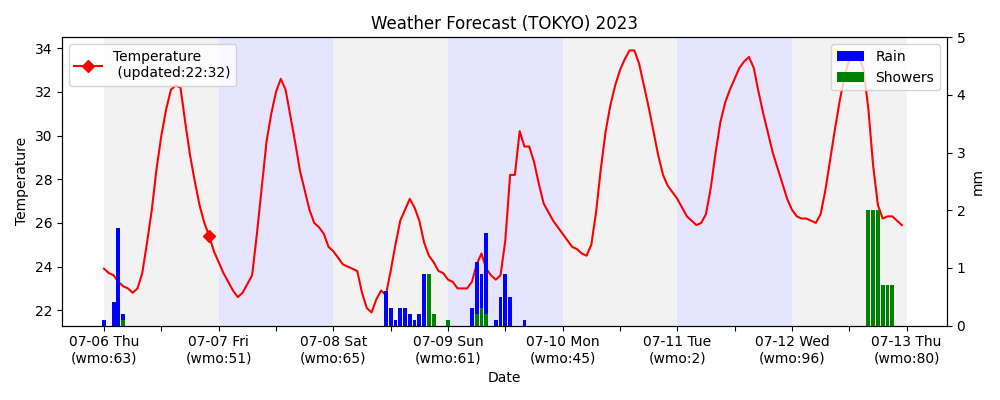 Weather Forecast (TOKYO) 2023
Temperature
(updated:22:32)
Rain
Showers
34
32
30
28
26
24
22
Temperature
5
4
3
2
1
0
mm
07-06 Thu 07-07 Fri 07-08 Sat 07-09 Sun 07-10 Mon 07-11 Tue 07-12 Wed 07-13 Thu
(wmo:63) (wmo:51) (wmo:65) (wmo:61) (wmo:45) (wmo:2) (wmo:96) (wmo:80)
Date